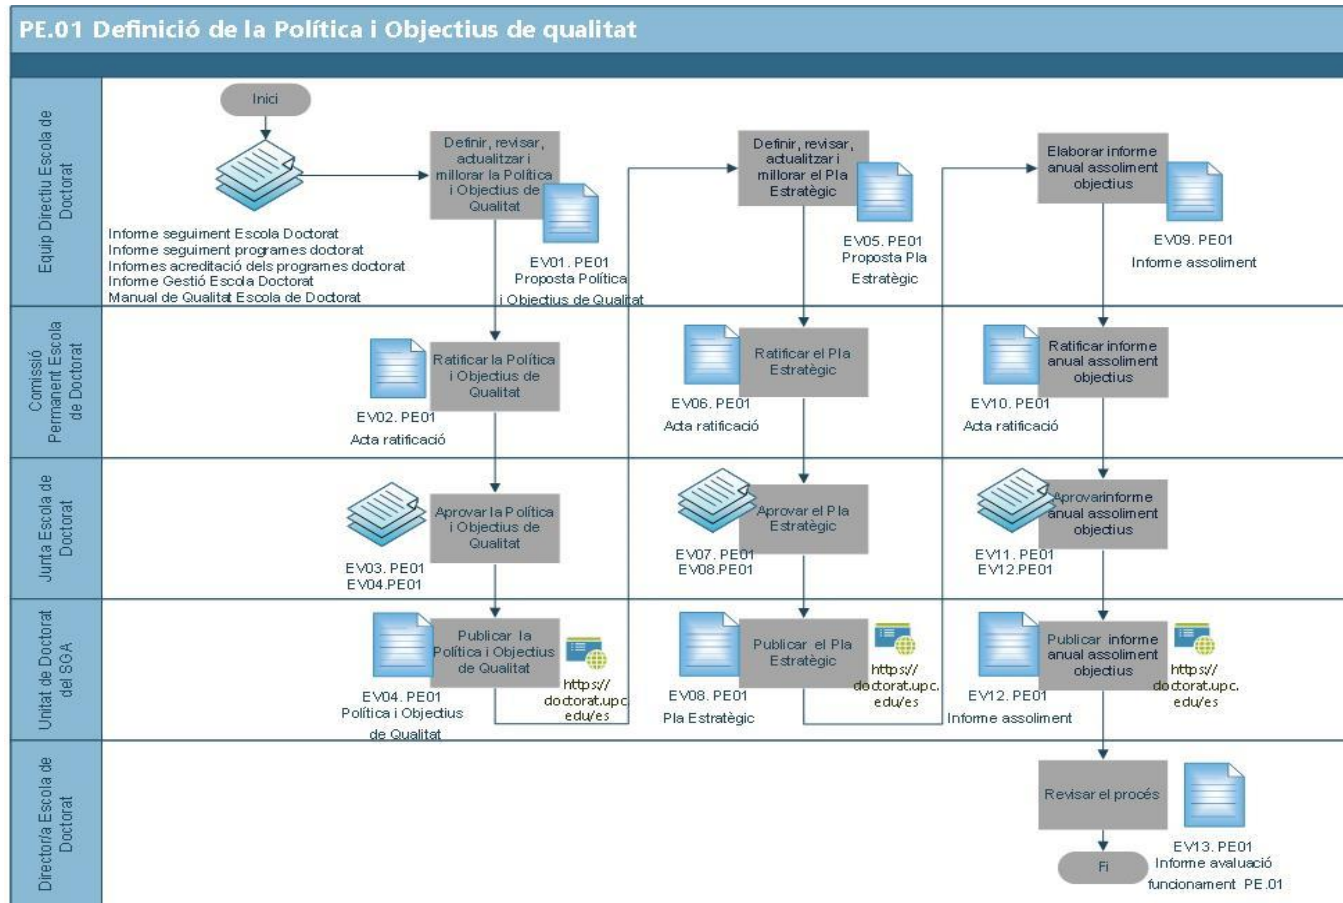 PE.01 Definició de la Política i Objectius de qualitat
Equip Directiu Escola de
Doctorat
Inici
Informe seguiment Escola Doctorat
Informe seguiment programes doctorat
Informes acreditació dels programes doctorat
Informe Gestió Escola Doctorat
Manual de Qualitat Escola de Doctorat
Definir, revisar,
actualitzar i
millorar la Política
i Objectius de
Qualitat
EV01. PE01
Proposta Política
i Objectius de Qualitat
Definir, revisar,
actualitzar i
millorar el Pla
Estratègic
EV05. PE01
Proposta Pla
Estratègic
Elaborar informe
anual assoliment
objectius
EV09. PE01
Informe assoliment
Comissió
Permanent Escola
de Doctorat
Ratificar la Política
i Objectius de
Qualitat
EV02. PE01
Acta ratificació
Ratificar el Pla
Estratègic
EV06. PE01
Acta ratificació
Ratificar informe
anual assoliment
objectius
EV10. PE01
Acta ratificació
Junta Escola de
Doctorat
Aprovar la Política
i Objectius de
Qualitat
EV03. PE01
EV04.PE01
Aprovar el Pla
Estratègic
EV07. PE01
EV08.PE01
Aprovarinforme
anual assoliment
objectius
EV11. PE01
EV12.PE01
Unitat de Doctorat
del SGA
Publicar la
Política i Objectius
de Qualitat
https://
doctorat.upc.
edu/es
EV04. PE01
Política i Objectius
de Qualitat
Publicar el Pla
Estratègic
https://
doctorat.upc.
edu/es
EV08. PE01
Pla Estratègic
Publicar informe
anual assoliment
objectius
https://
doctorat.upc.
edu/es
EV12. PE01
Informe assoliment
Director/a Escola de
Doctorat
Revisar el procés
EV13. PE01
Informe avaluació
funcionament PE.01
Fi